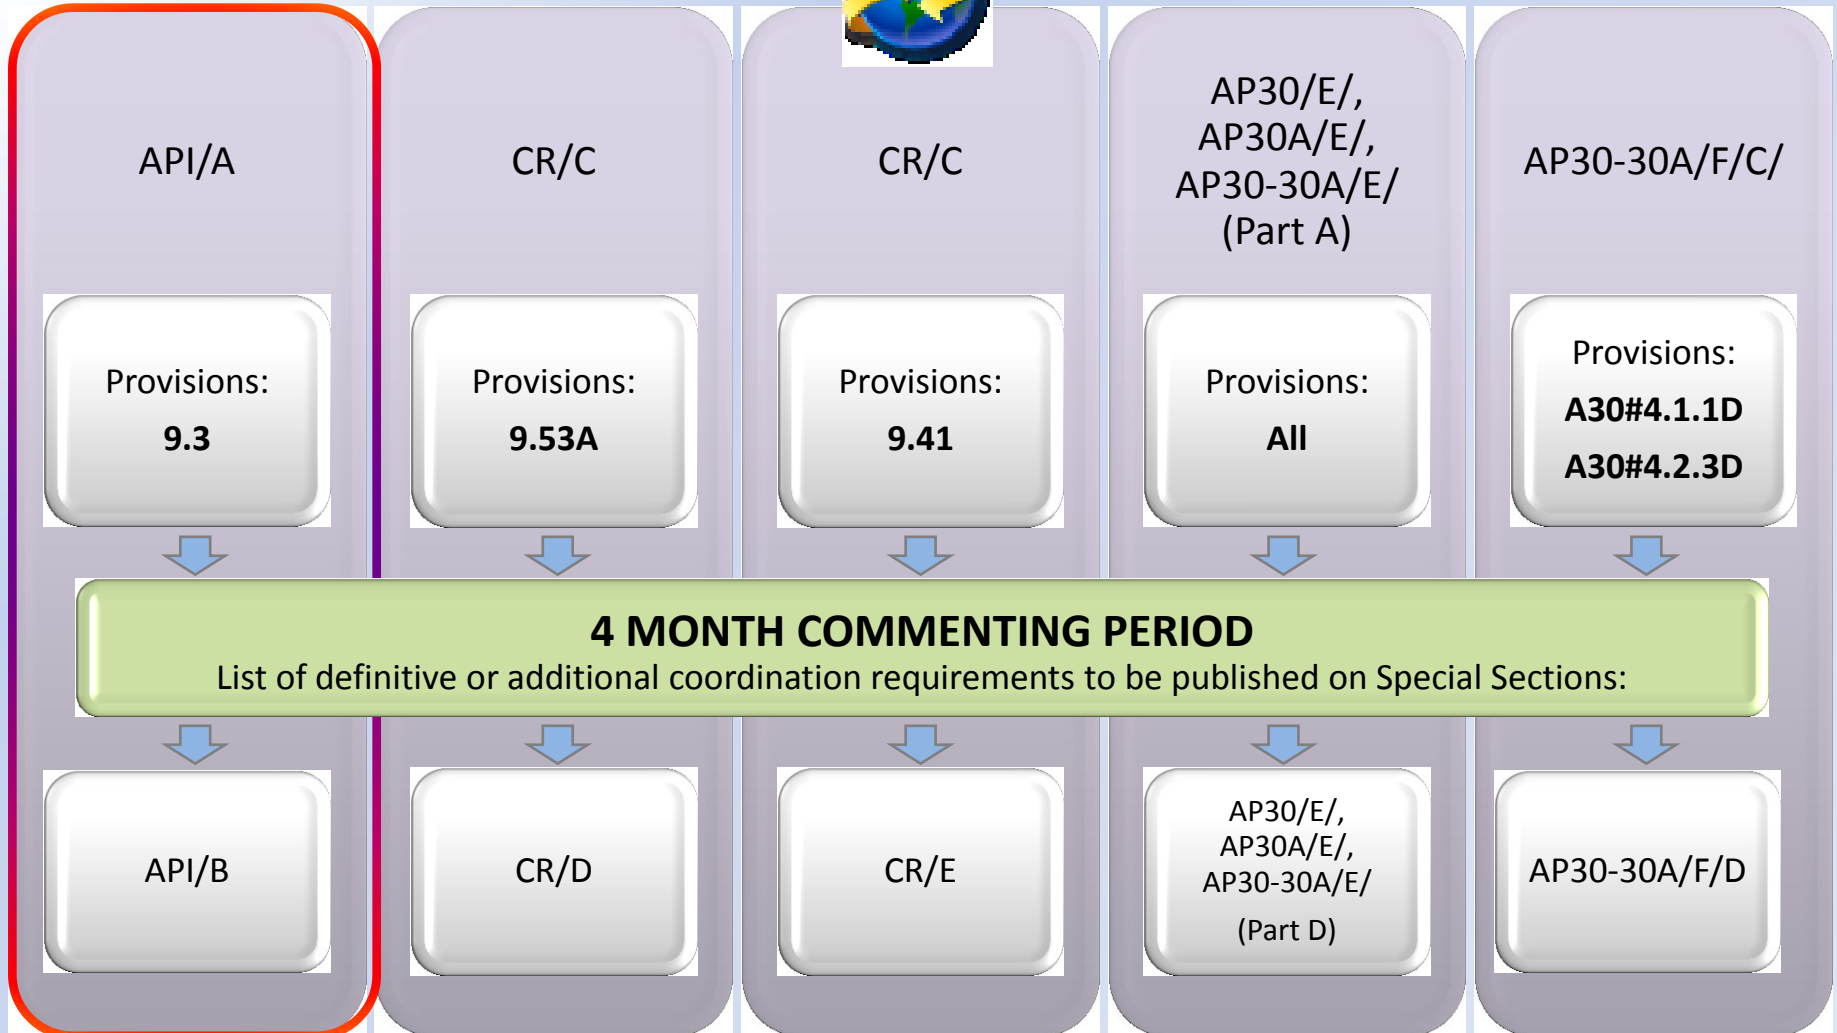 API/A
CR/C
CR/C
AP30/E/,
AP30A/E/,
AP30-30A/E/
(Part A)
AP30-30A/F/C/
Provisions:
9.3
Provisions:
9.53A
Provisions:
9.41
Provisions:
All
Provisions:
A30#4.1.1D
A30#4.2.3D
4 MONTH COMMENTING PERIOD
List of definitive or additional coordination requirements to be published on Special Sections:
API/B
CR/D
CR/E
AP30/E/,
AP30A/E/,
AP30-30A/E/
(Part D)
AP30-30A/F/D